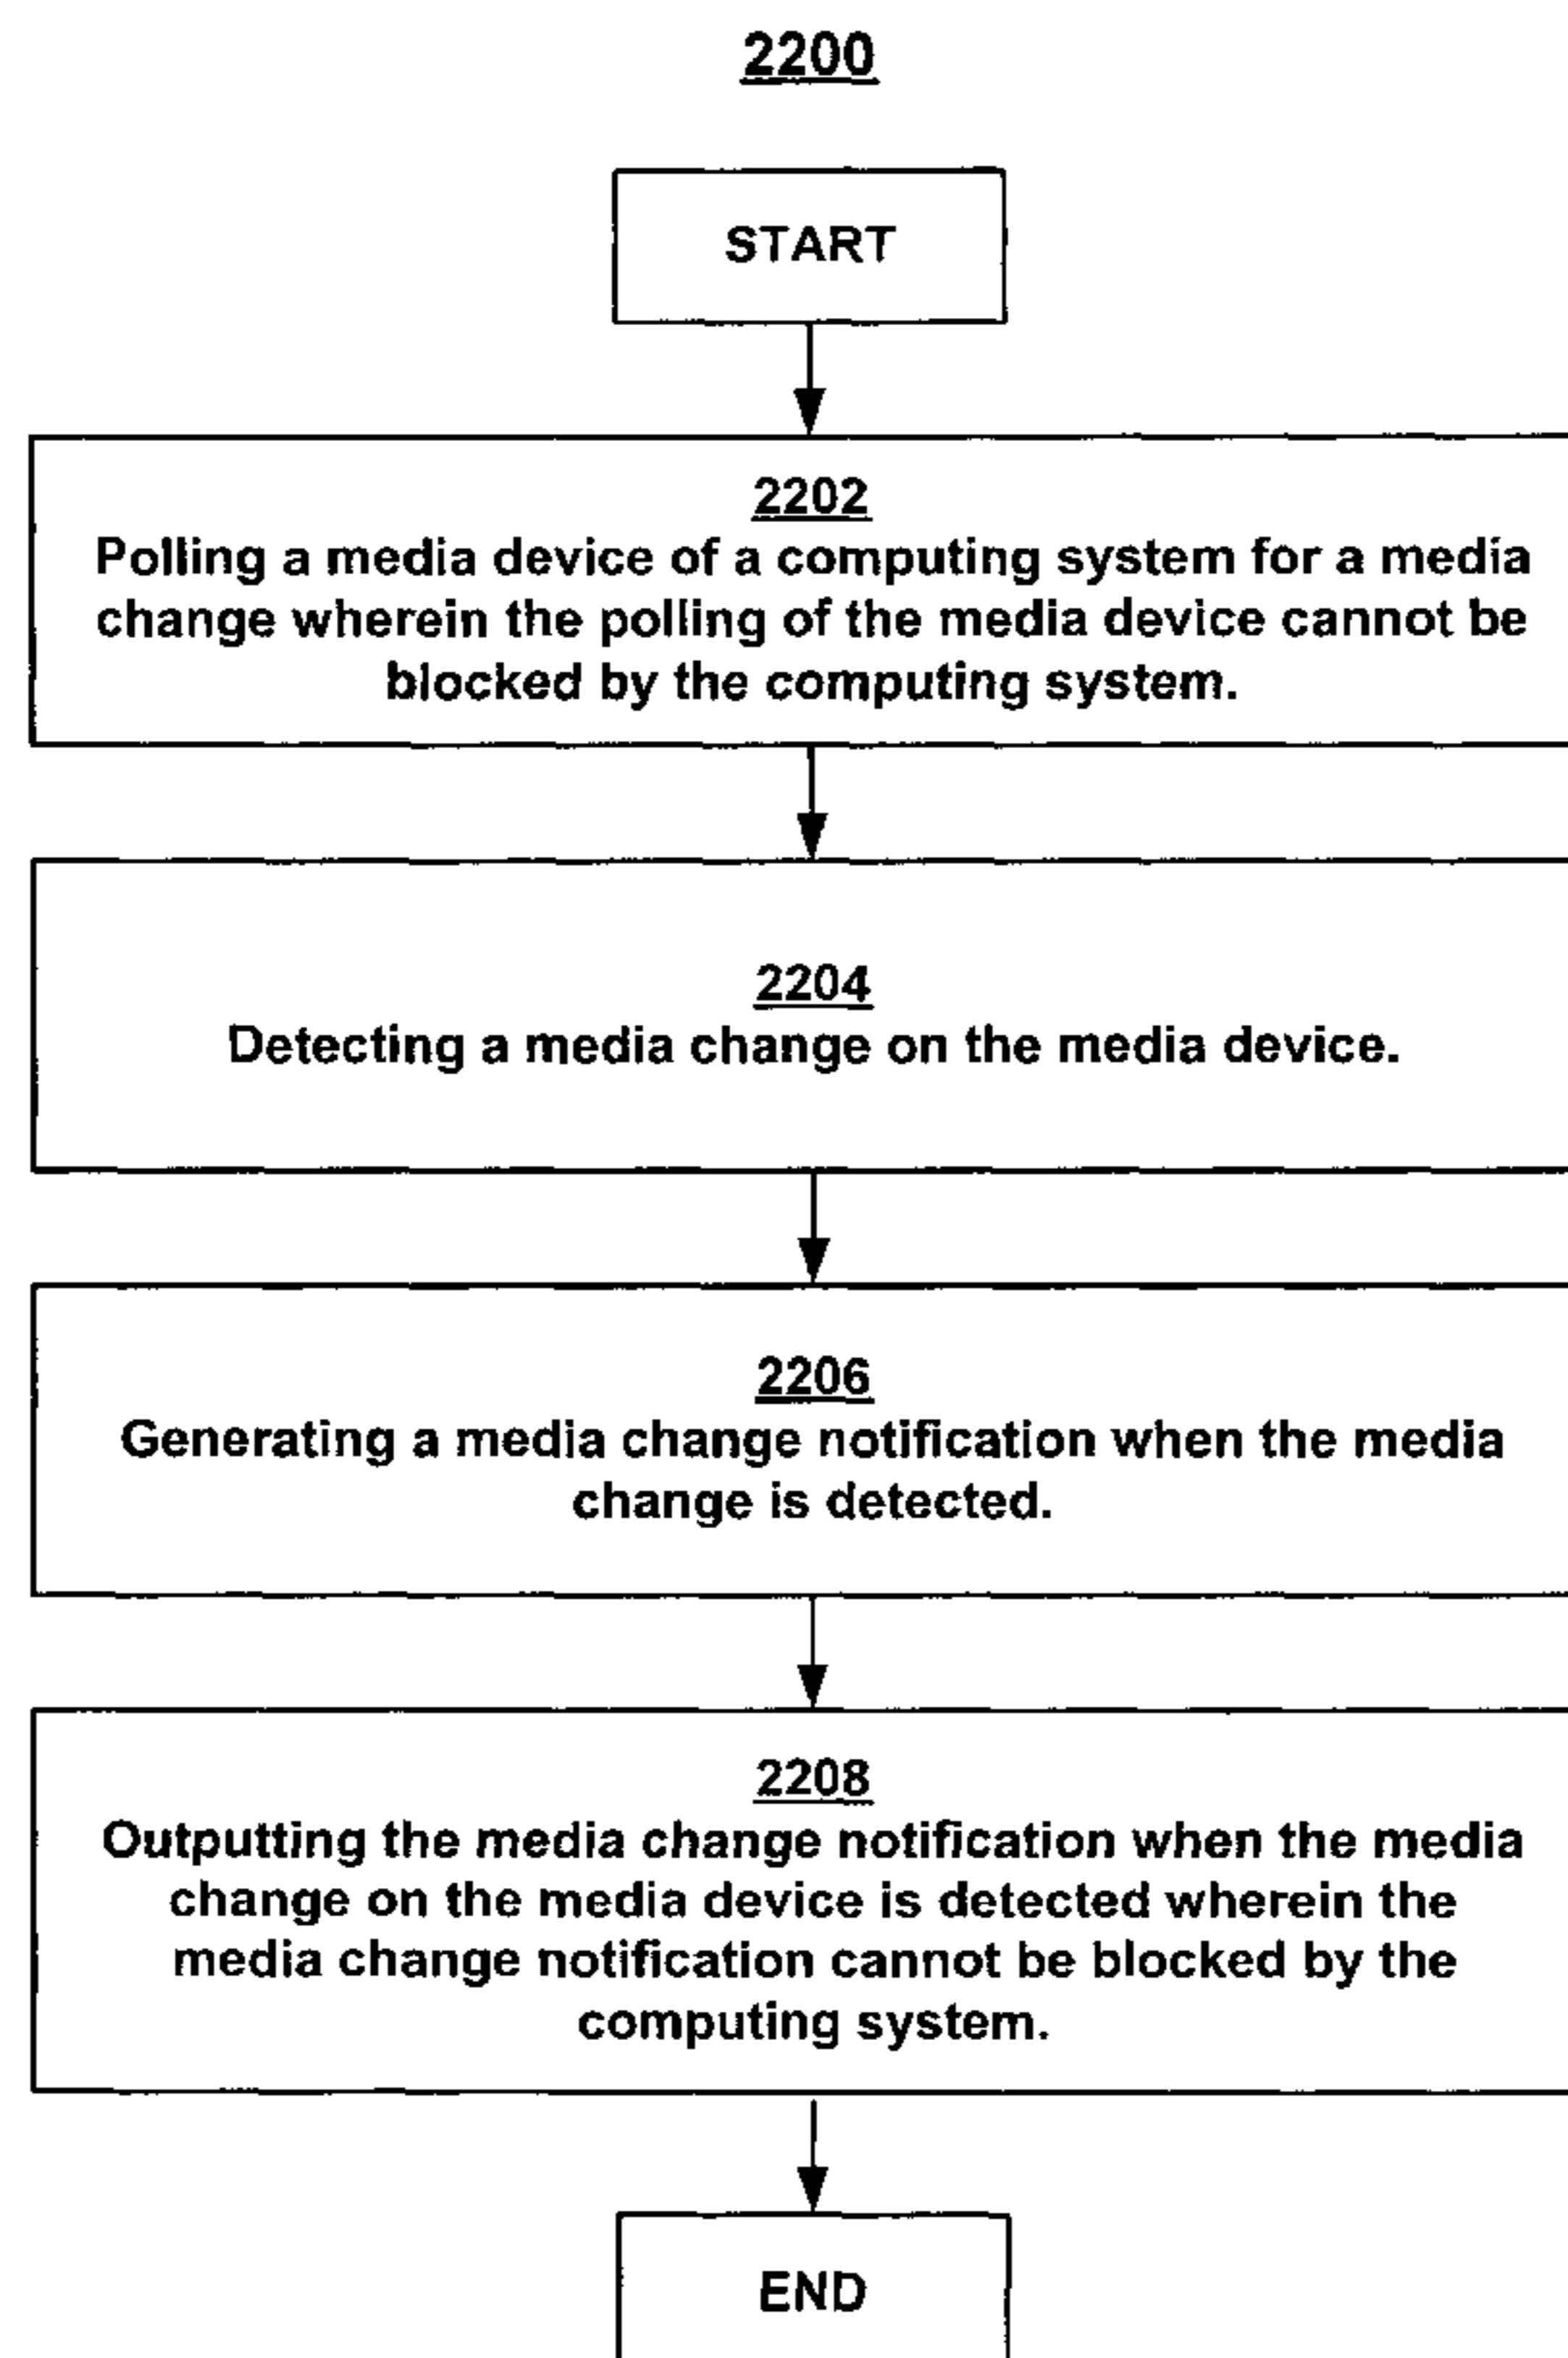 2200
START
2202
Polling a media device of a computing system for a media
change wherein the polling of the media device cannot be
blocked by the computing system.
2204
Detecting a media change on the media device.
2206
Generating a media change notification when the media
change is detected.
2208
Outputting the media change notification when the media
change on the media device is detected wherein the
media change notification cannot be blocked by the
computing system.
END